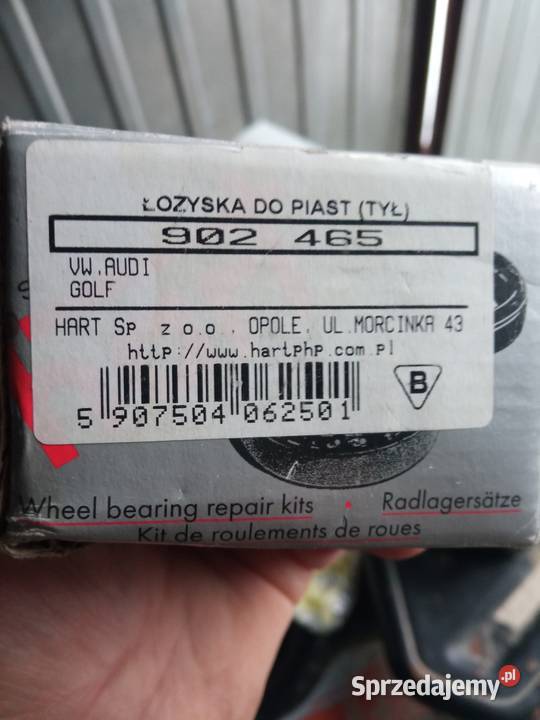 ŁOZYSKA DO PIAST (TYŁ)
902 465
VW.AUDI
GOLF
HART Sp z o.o., OPOLE, UL.MORCINKA 43
http://www.hartphp.com.pl
B
5 907504 062501
Wheel bearing repair kits • Radlagersätze
Kit de roulements de roues
Sprzedajemy.pl